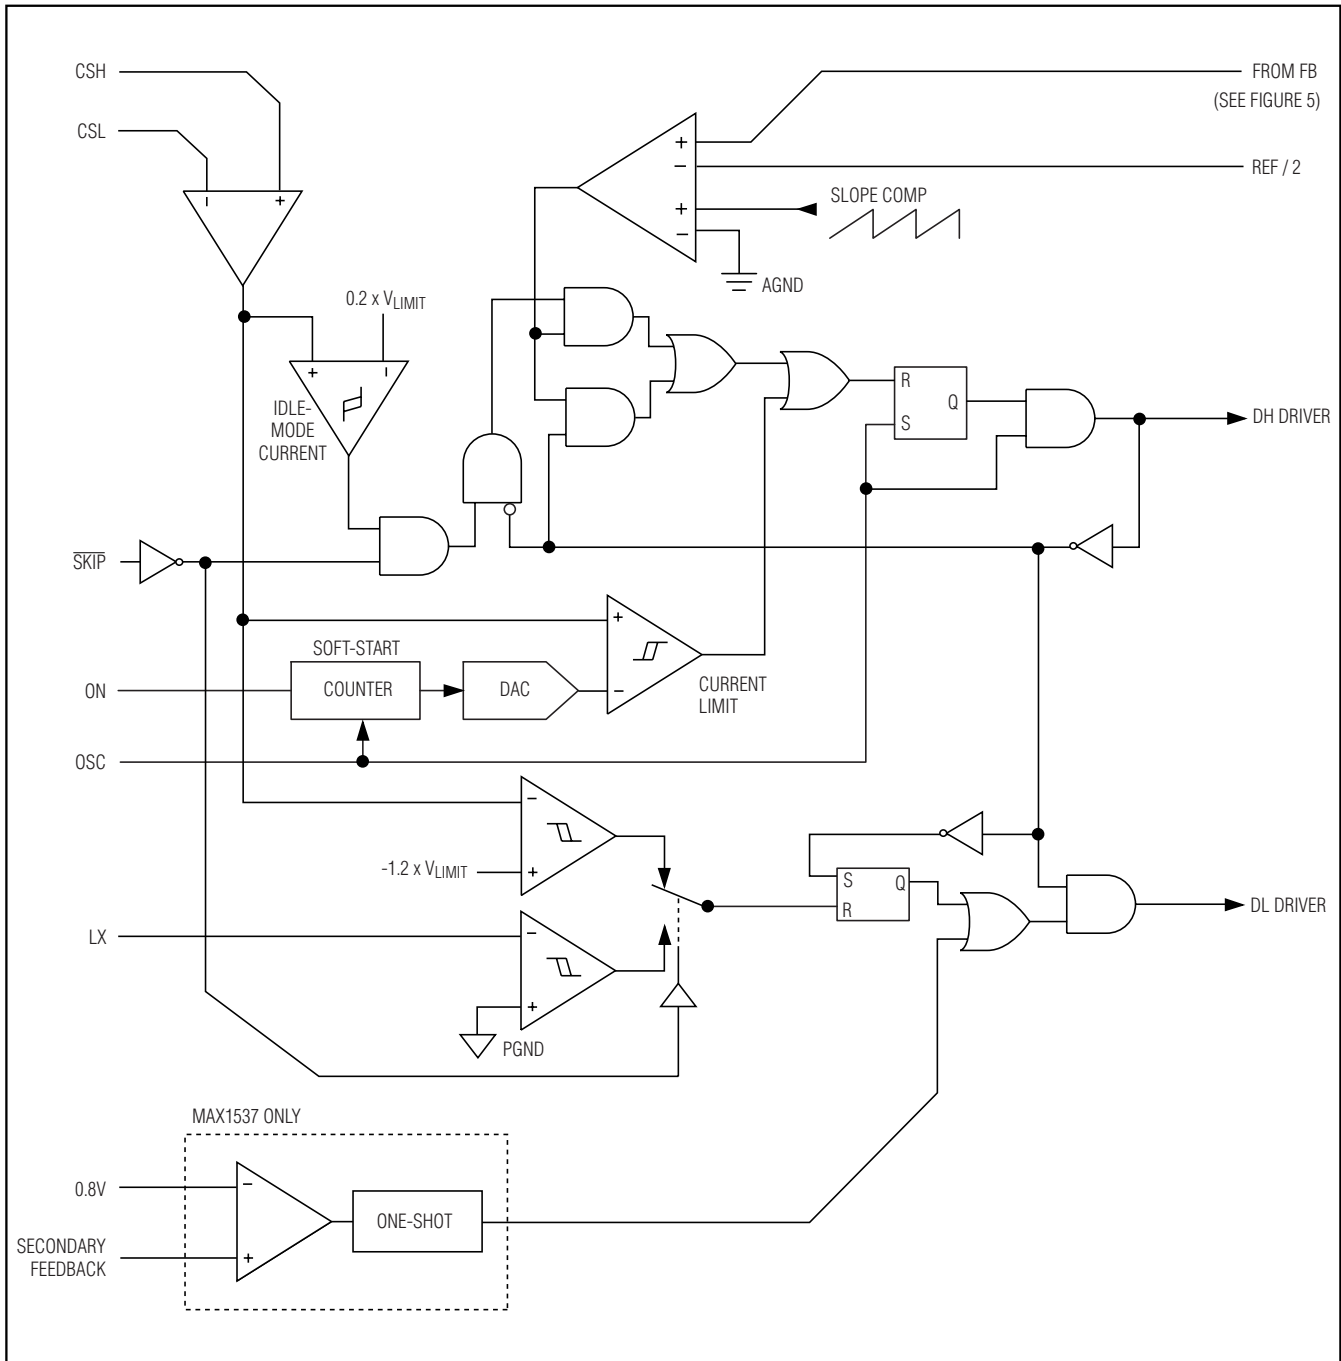 CSH
FROM FB
(SEE FIGURE 5)
CSL
+
−
REF / 2
− +
+
SLOPE COMP
−
AGND
0.2 x VLIMIT
+ −
IDLE-
MODE
CURRENT
R
Q
S
DH DRIVER
SKIP
+
SOFT-START
COUNTER
DAC
ON
−
CURRENT
LIMIT
OSC
−
-1.2 x VLIMIT
+
S Q
R
DL DRIVER
LX
−
+
PGND
MAX1537 ONLY
0.8V
−
ONE-SHOT
SECONDARY
FEEDBACK
+